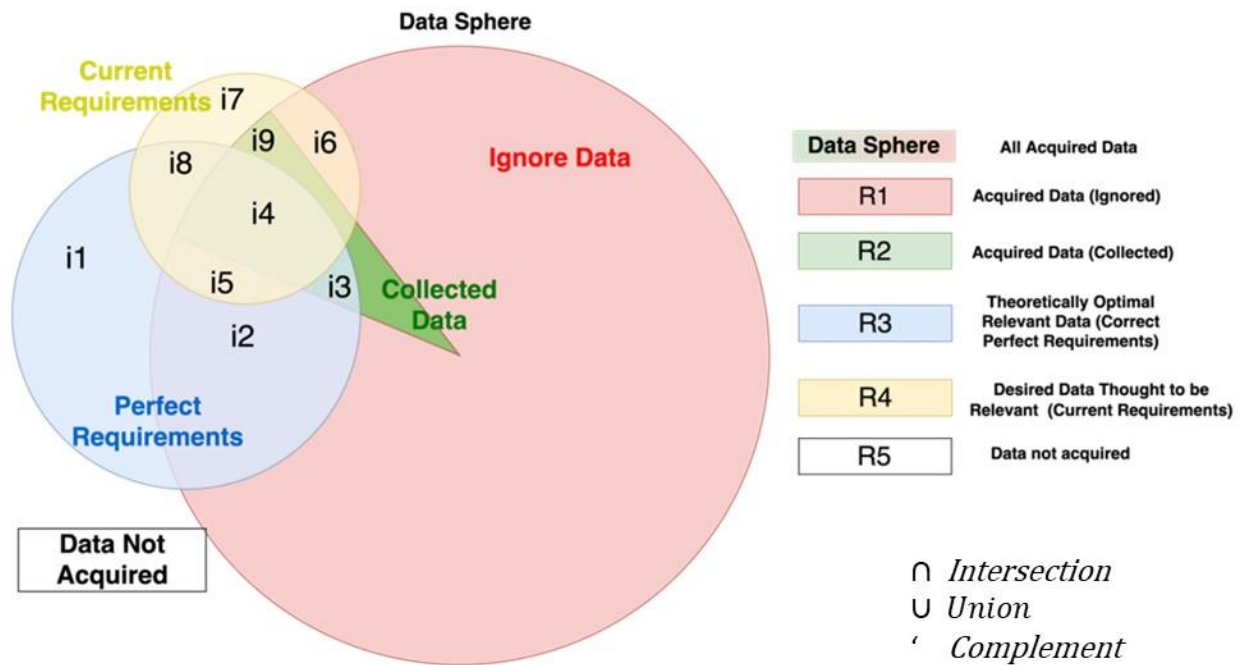 Data Sphere
Current
Requirements
i7
i9
i6
i8
Ignore Data
i4
i1
i5
i3
Collected
Data
i2
Perfect
Requirements
Data Not
Acquired
Data Sphere
All Acquired Data
R1
Acquired Data (Ignored)
R2
Acquired Data (Collected)
R3
Theoretically Optimal
Relevant Data (Correct
Perfect Requirements)
R4
Desired Data Thought to be
Relevant (Current Requirements)
R5
Data not acquired
∩ Intersection
∪ Union
‘ Complement